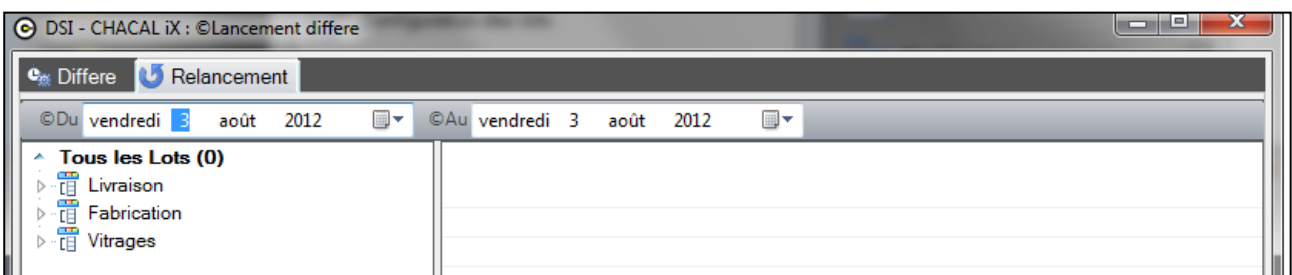 DSI - CHACAL iX : ©Lancement differe
Differe Relancement
©Du vendredi 3 août 2012 ©Au vendredi 3 août 2012
Tous les Lots (0)
Livraison
Fabrication
Vitrages